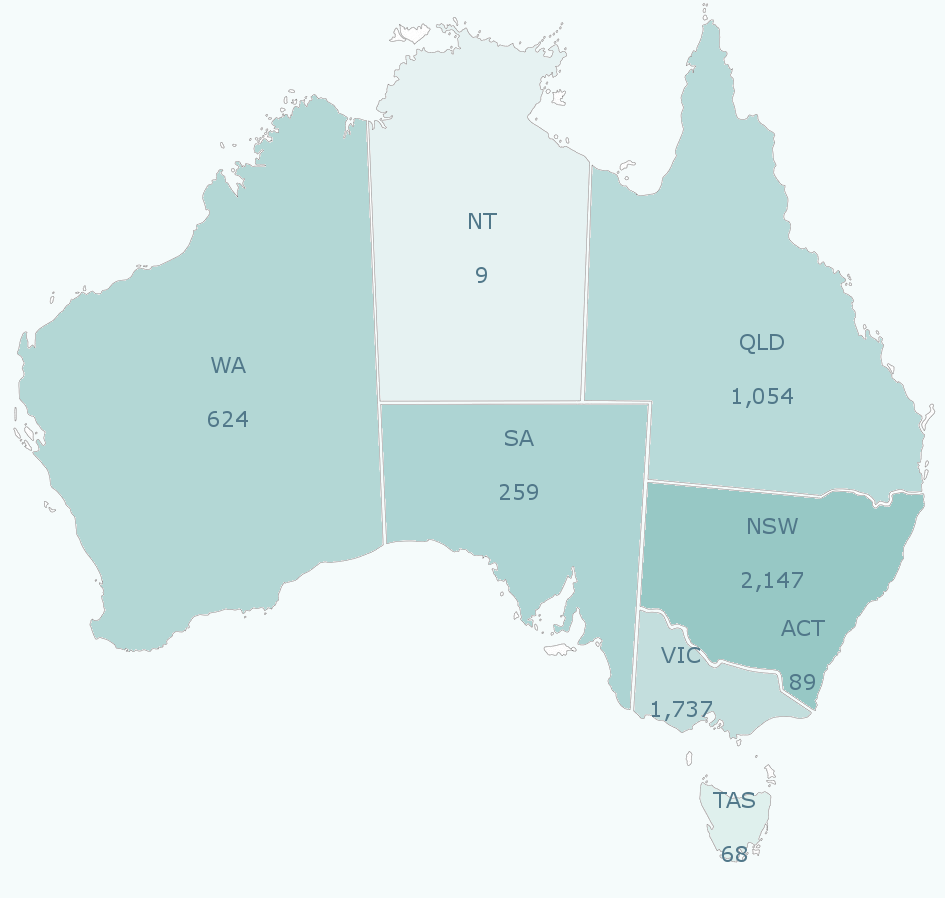 NT
9
QLD
1,054
WA
624
SA
259
NSW
2,147
ACT
89
VIC
1,737
TAS
68